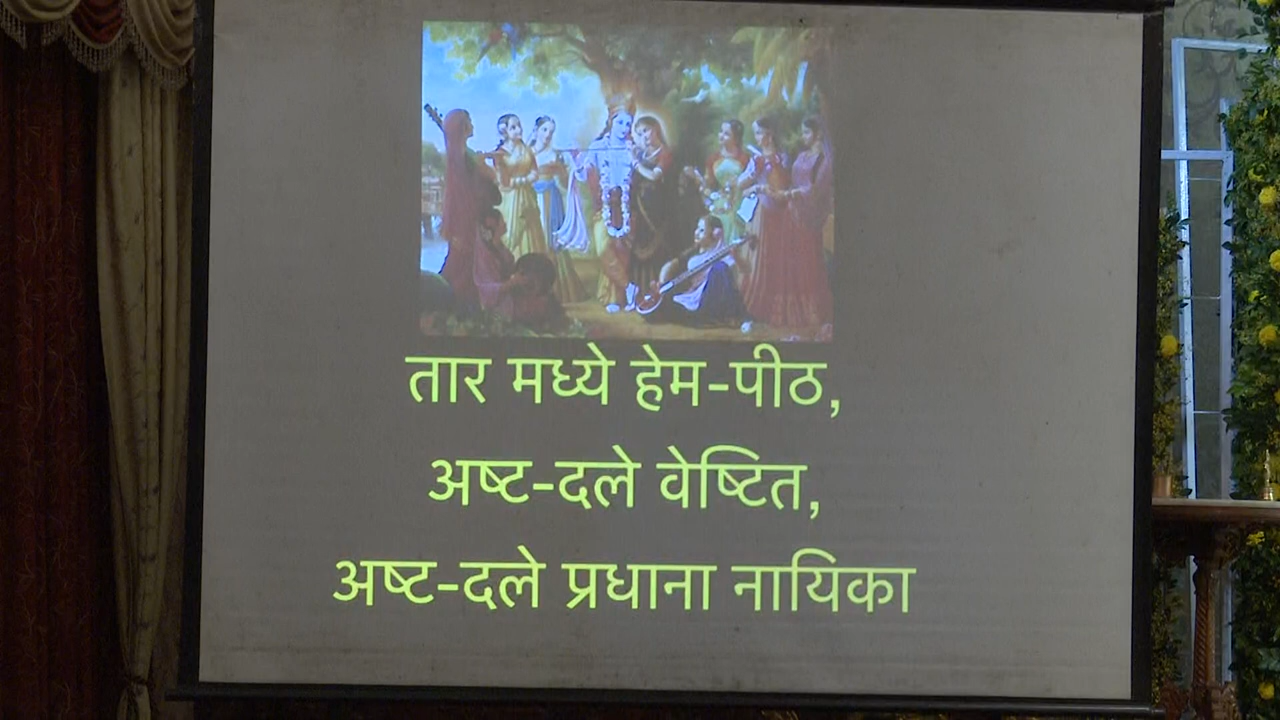 तार मध्ये हेम-पीठ,
अष्ट-दले वेष्टित,
अष्ट-दले प्रधाना नायिका